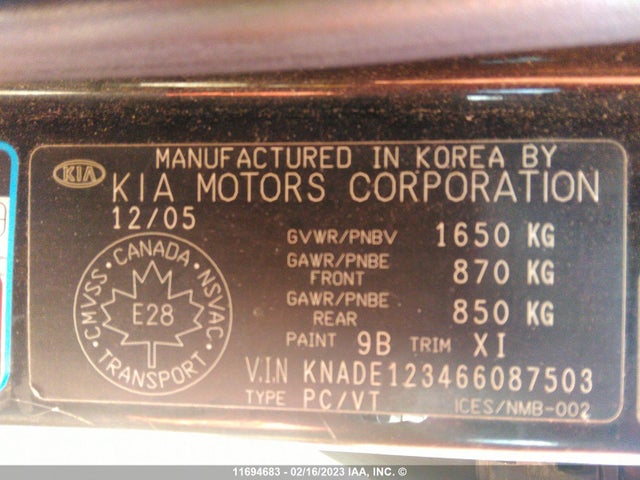 MANUFACTURED IN KOREA BY
KIA KIA MOTORS CORPORATION
12/05
GVWR/PNBV 1650 KG
GAWR/PNBE FRONT 870 KG
GAWR/PNBE REAR 850 KG
PAINT 9B TRIM XI
CMVSS · CANADA · NSVAC · TRANSPORT
E28
V.I.N KNADE123466087503
TYPE PC/VT ICES/NMB-002
11694683 - 02/16/2023 IAA, INC. ©